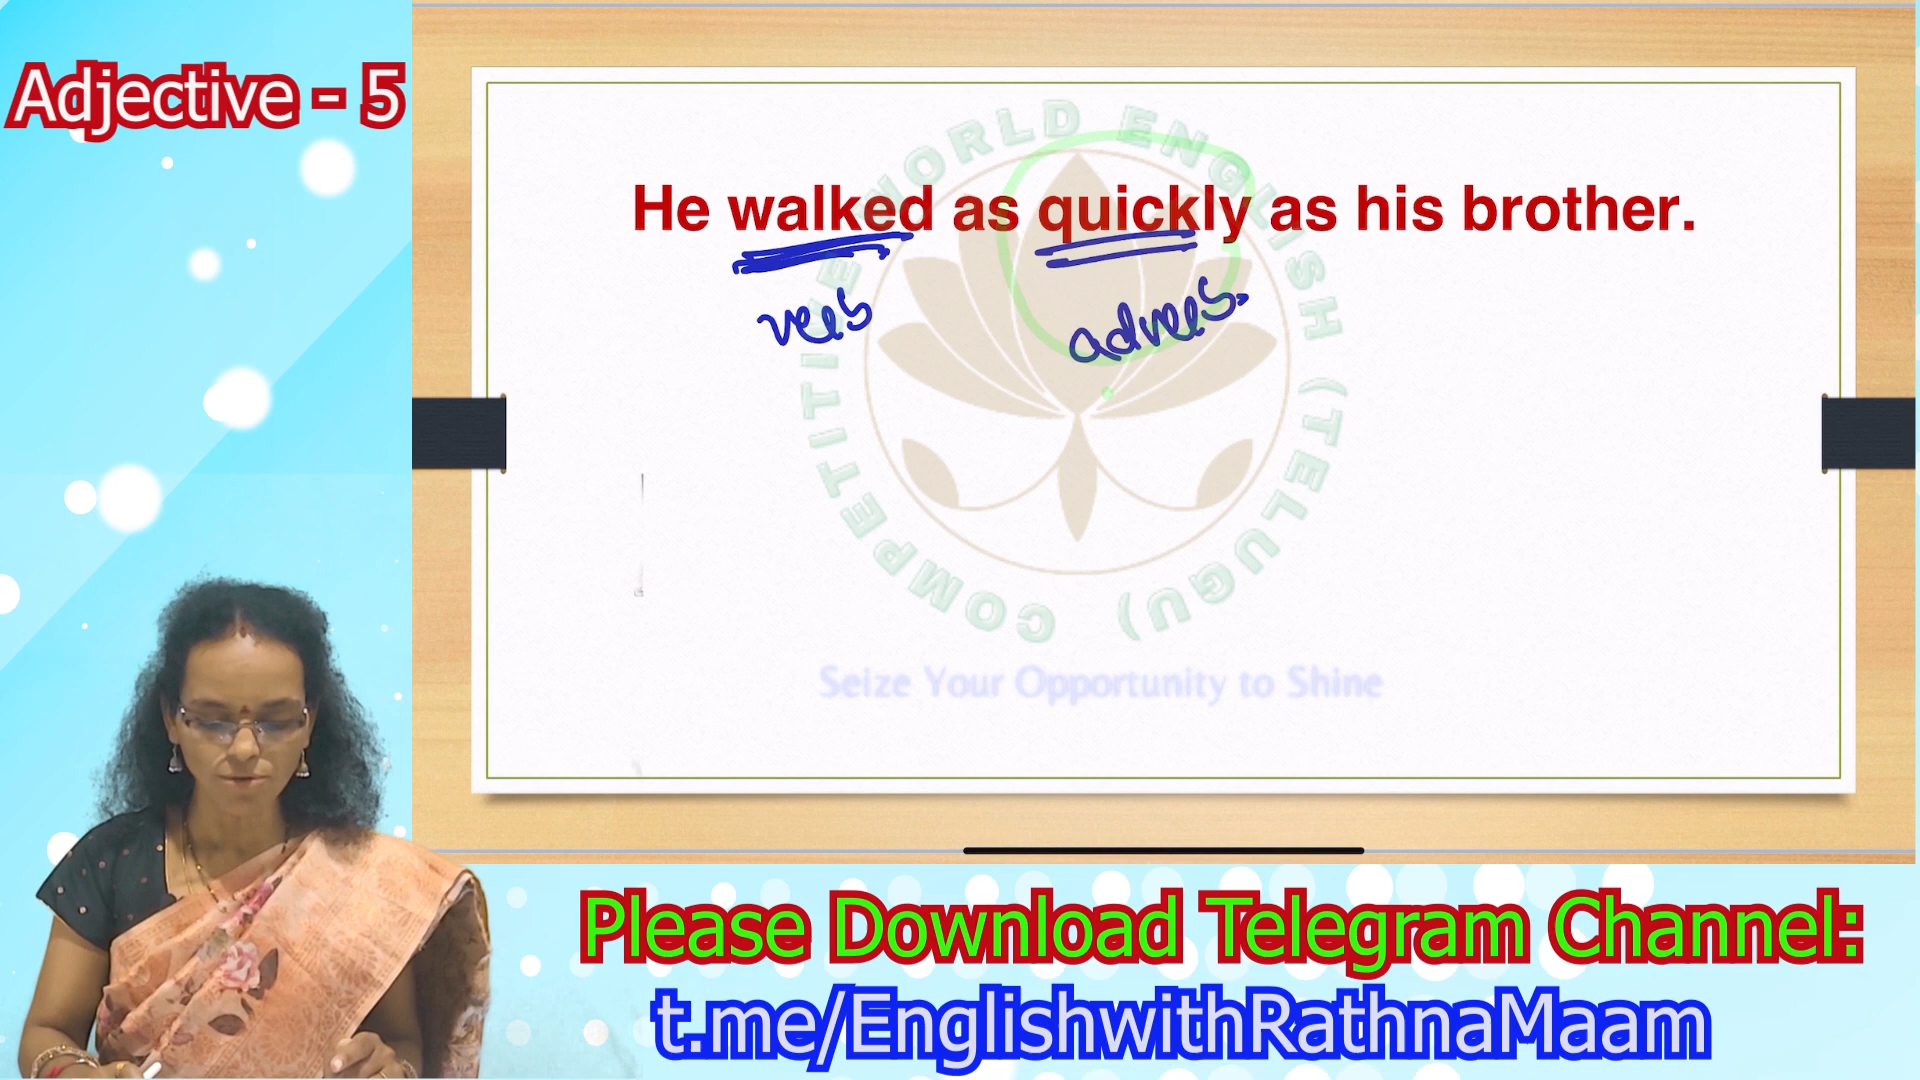 Adjective - 5
He walked as quickly as his brother.
verb
adverb.
COMPETITIVE WORLD ENGLISH (TELUGU)
Seize Your Opportunity to Shine
Please Download Telegram Channel:
t.me/EnglishwithRathnaMaam